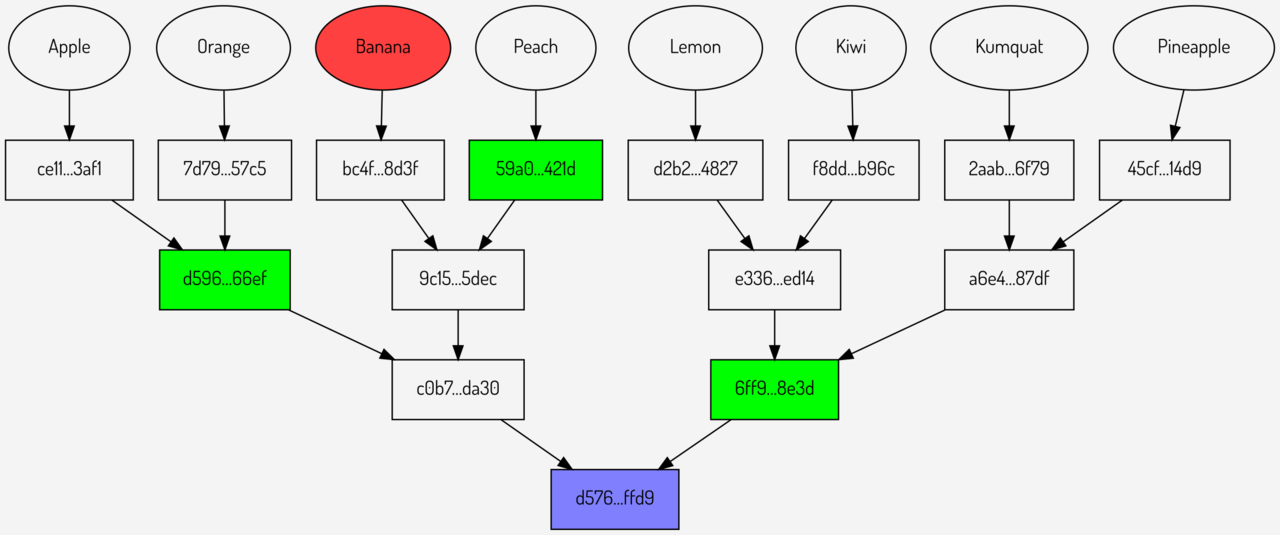 Apple
Orange
Banana
Peach
Lemon
Kiwi
Kumquat
Pineapple
ce11...3af1
7d79...57c5
bc4f...8d3f
59a0...421d
d2b2...4827
f8dd...b96c
2aab...6f79
45cf...14d9
d596...66ef
9c15...5dec
e336...ed14
a6e4...87df
c0b7...da30
6ff9...8e3d
d576...ffd9